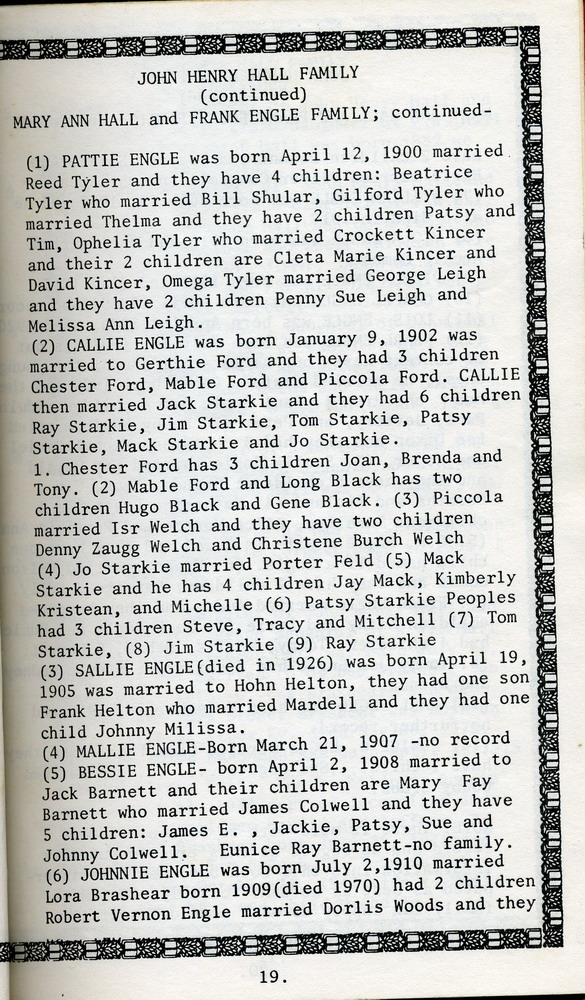 JOHN HENRY HALL FAMILY
(continued)
MARY ANN HALL and FRANK ENGLE FAMILY; continued-
(1) PATTIE ENGLE was born April 12, 1900 married
Reed Tyler and they have 4 children: Beatrice
Tyler who married Bill Shular, Gilford Tyler who
married Thelma and they have 2 children Patsy and
Tim, Ophelia Tyler who married Crockett Kincer
and their 2 children are Cleta Marie Kincer and
David Kincer, Omega Tyler married George Leigh
and they have 2 children Penny Sue Leigh and
Melissa Ann Leigh.
(2) CALLIE ENGLE was born January 9, 1902 was
married to Gerthie Ford and they had 3 children
Chester Ford, Mable Ford and Piccola Ford. CALLIE
then married Jack Starkie and they had 6 children
Ray Starkie, Jim Starkie, Tom Starkie, Patsy
Starkie, Mack Starkie and Jo Starkie.
1. Chester Ford has 3 children Joan, Brenda and
Tony. (2) Mable Ford and Long Black has two
children Hugo Black and Gene Black. (3) Piccola
married Isr Welch and they have two children
Denny Zaugg Welch and Christene Burch Welch
(4) Jo Starkie married Porter Feld (5) Mack
Starkie and he has 4 children Jay Mack, Kimberly
Kristean, and Michelle (6) Patsy Starkie Peoples
had 3 children Steve, Tracy and Mitchell (7) Tom
Starkie, (8) Jim Starkie (9) Ray Starkie
(3) SALLIE ENGLE(died in 1926) was born April 19,
1905 was married to Hohn Helton, they had one son
Frank Helton who married Mardell and they had one
child Johnny Milissa.
(4) MALLIE ENGLE-Born March 21, 1907 -no record
(5) BESSIE ENGLE- born April 2, 1908 married to
Jack Barnett and their children are Mary Fay
Barnett who married James Colwell and they have
5 children: James E. , Jackie, Patsy, Sue and
Johnny Colwell. Eunice Ray Barnett-no family.
(6) JOHNNIE ENGLE was born July 2,1910 married
Lora Brashear born 1909(died 1970) had 2 children
Robert Vernon Engle married Dorlis Woods and they
19.